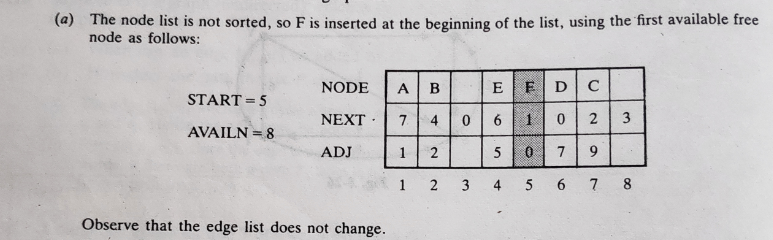 (a) The node list is not sorted, so F is inserted at the beginning of the list, using the first available free
node as follows:
NODE A B E F D C
START = 5
NEXT 7 4 0 6 1 0 2 3
AVAILN = 8
ADJ 1 2 5 0 7 9
1 2 3 4 5 6 7 8
Observe that the edge list does not change.